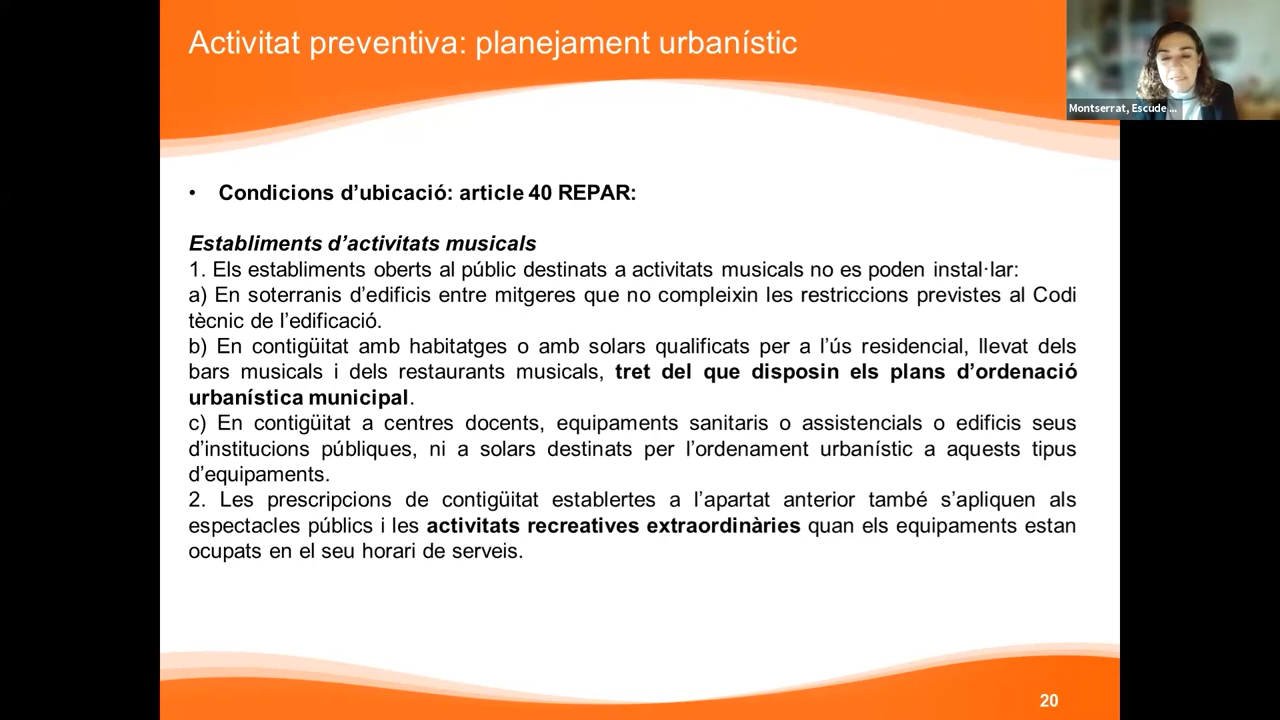 Activitat preventiva: planejament urbanístic
Montserrat, Escude ...
• Condicions d’ubicació: article 40 REPAR:
Establiments d’activitats musicals
1. Els establiments oberts al públic destinats a activitats musicals no es poden instal·lar:
a) En soterranis d’edificis entre mitgeres que no compleixin les restriccions previstes al Codi
tècnic de l’edificació.
b) En contigüitat amb habitatges o amb solars qualificats per a l’ús residencial, llevat dels
bars musicals i dels restaurants musicals, tret del que disposin els plans d’ordenació
urbanística municipal.
c) En contigüitat a centres docents, equipaments sanitaris o assistencials o edificis seus
d’institucions públiques, ni a solars destinats per l’ordenament urbanístic a aquests tipus
d’equipaments.
2. Les prescripcions de contigüitat establertes a l’apartat anterior també s’apliquen als
espectacles públics i les activitats recreatives extraordinàries quan els equipaments estan
ocupats en el seu horari de serveis.
20